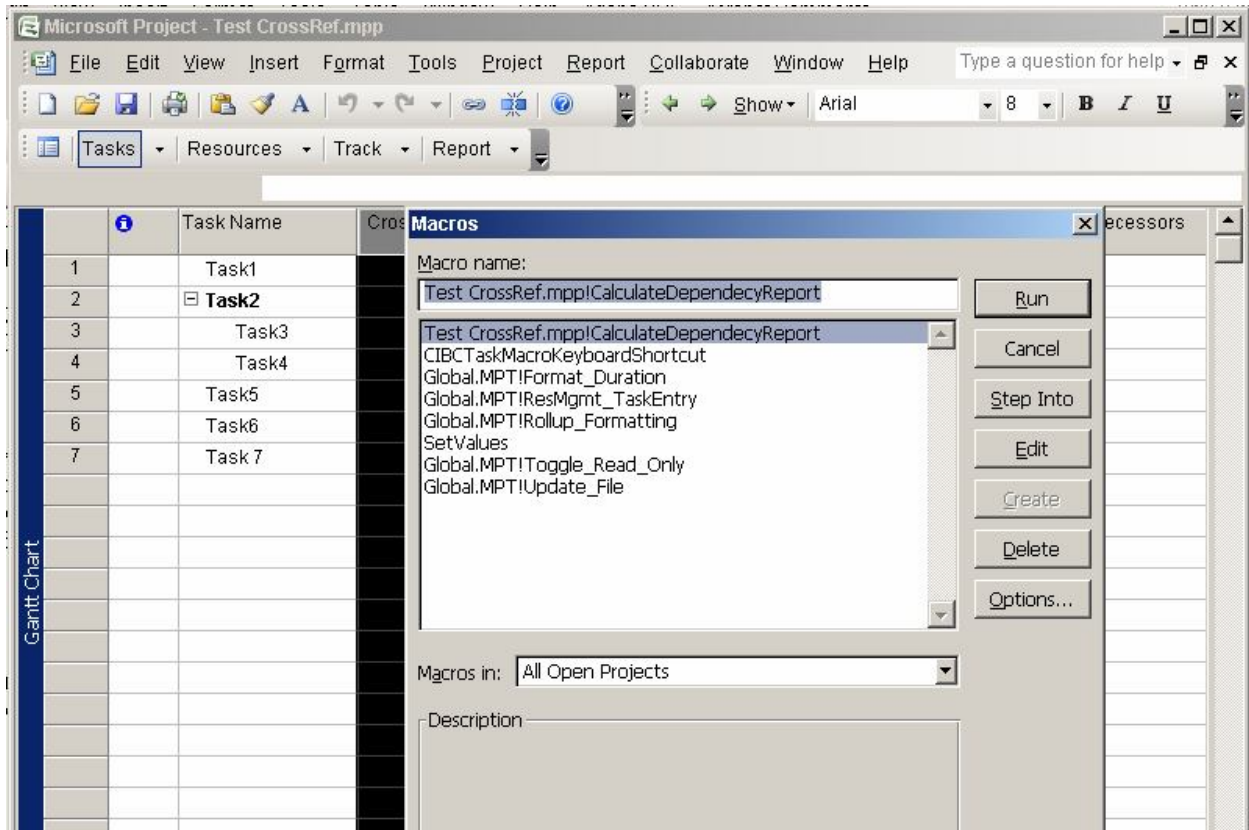 Microsoft Project - Test CrossRef.mpp
File Edit View Insert Format Tools Project Report Collaborate Window Help Type a question for help
Show Arial 8 B I U
Tasks Resources Track Report
Task Name Cros ecessors
1 Task1
2 Task2
3 Task3
4 Task4
5 Task5
6 Task6
7 Task 7
Gantt Chart
Macros
Macro name:
Test CrossRef.mpp!CalculateDependecyReport
Test CrossRef.mpp!CalculateDependecyReport
CIBCTaskMacroKeyboardShortcut
Global.MPT!Format_Duration
Global.MPT!ResMgmt_TaskEntry
Global.MPT!Rollup_Formatting
SetValues
Global.MPT!Toggle_Read_Only
Global.MPT!Update_File
Run
Cancel
Step Into
Edit
Create
Delete
Options...
Macros in: All Open Projects
Description